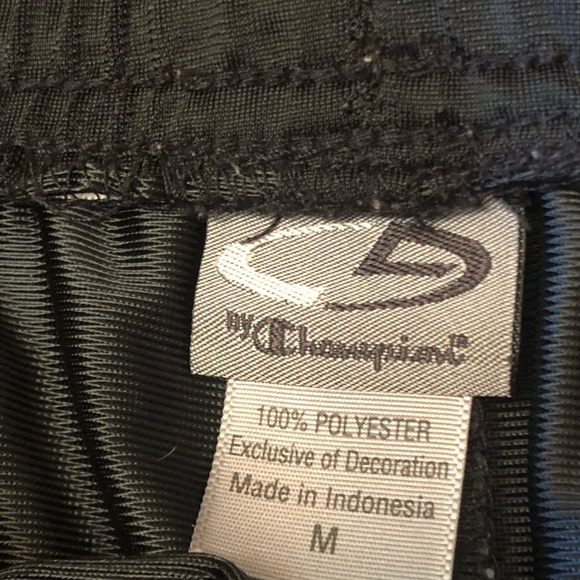 by Champion®
100% POLYESTER
Exclusive of Decoration
Made in Indonesia
M